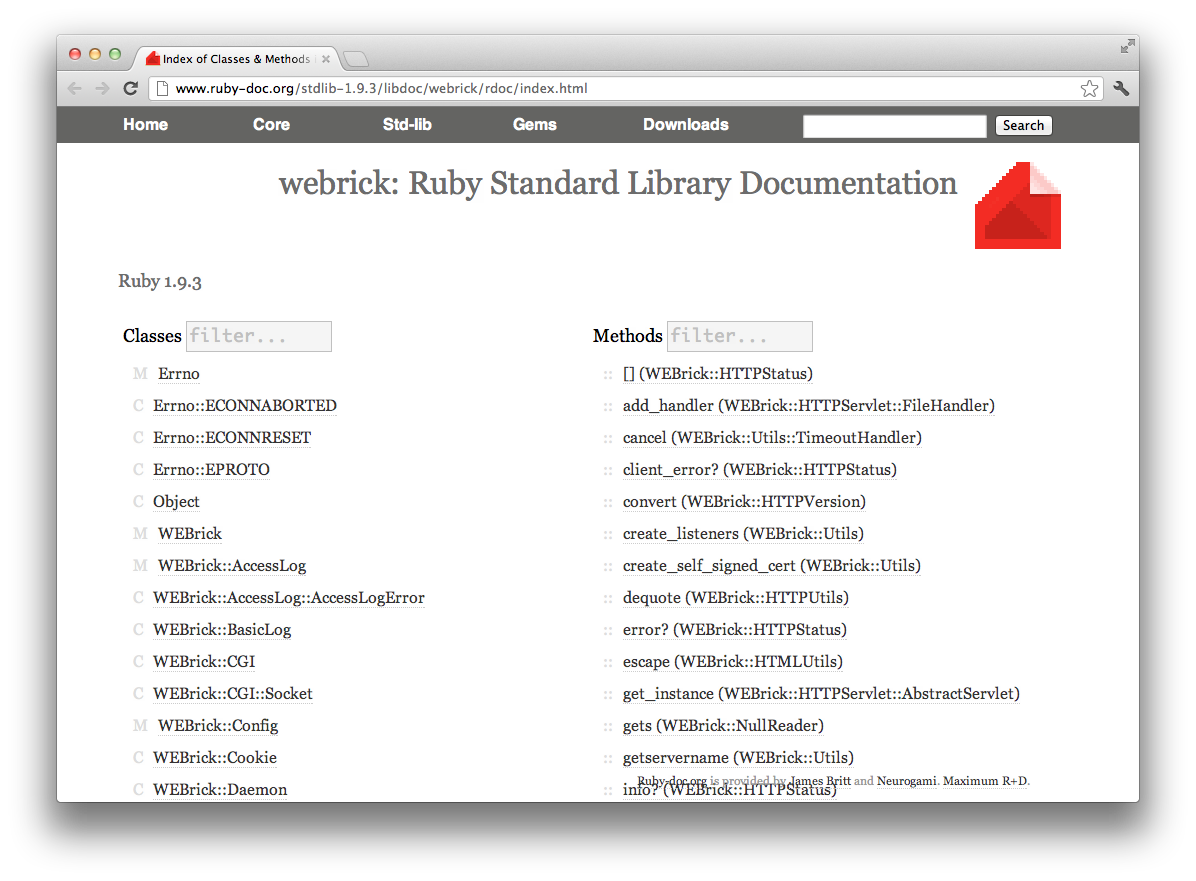 Index of Classes & Methods
www.ruby-doc.org/stdlib-1.9.3/libdoc/webrick/rdoc/index.html
Home Core Std-lib Gems Downloads Search
webrick: Ruby Standard Library Documentation
Ruby 1.9.3
Classes filter...
M Errno
C Errno::ECONNABORTED
C Errno::ECONNRESET
C Errno::EPROTO
C Object
M WEBrick
M WEBrick::AccessLog
C WEBrick::AccessLog::AccessLogError
C WEBrick::BasicLog
C WEBrick::CGI
C WEBrick::CGI::Socket
M WEBrick::Config
C WEBrick::Cookie
C WEBrick::Daemon
Methods filter...
:: [] (WEBrick::HTTPStatus)
:: add_handler (WEBrick::HTTPServlet::FileHandler)
:: cancel (WEBrick::Utils::TimeoutHandler)
:: client_error? (WEBrick::HTTPStatus)
:: convert (WEBrick::HTTPVersion)
:: create_listeners (WEBrick::Utils)
:: create_self_signed_cert (WEBrick::Utils)
:: dequote (WEBrick::HTTPUtils)
:: error? (WEBrick::HTTPStatus)
:: escape (WEBrick::HTMLUtils)
:: get_instance (WEBrick::HTTPServlet::AbstractServlet)
:: gets (WEBrick::NullReader)
:: getservername (WEBrick::Utils)
:: info? (WEBrick::HTTPStatus)
Ruby-doc.org is provided by James Britt and Neurogami. Maximum R+D.